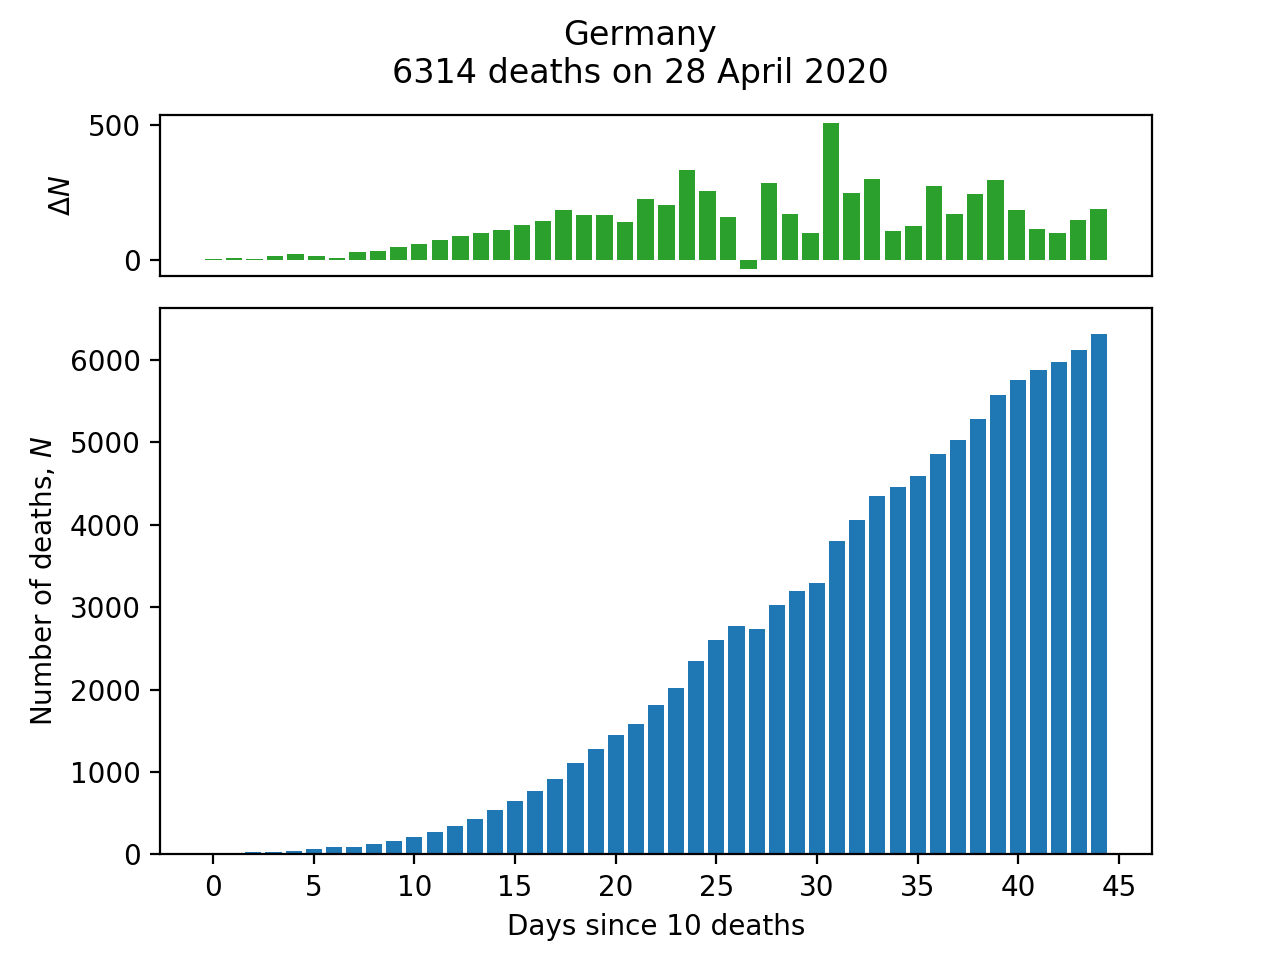 Germany
6314 deaths on 28 April 2020
500
0
ΔN
6000
5000
4000
3000
2000
1000
0
Number of deaths, N
0 5 10 15 20 25 30 35 40 45
Days since 10 deaths